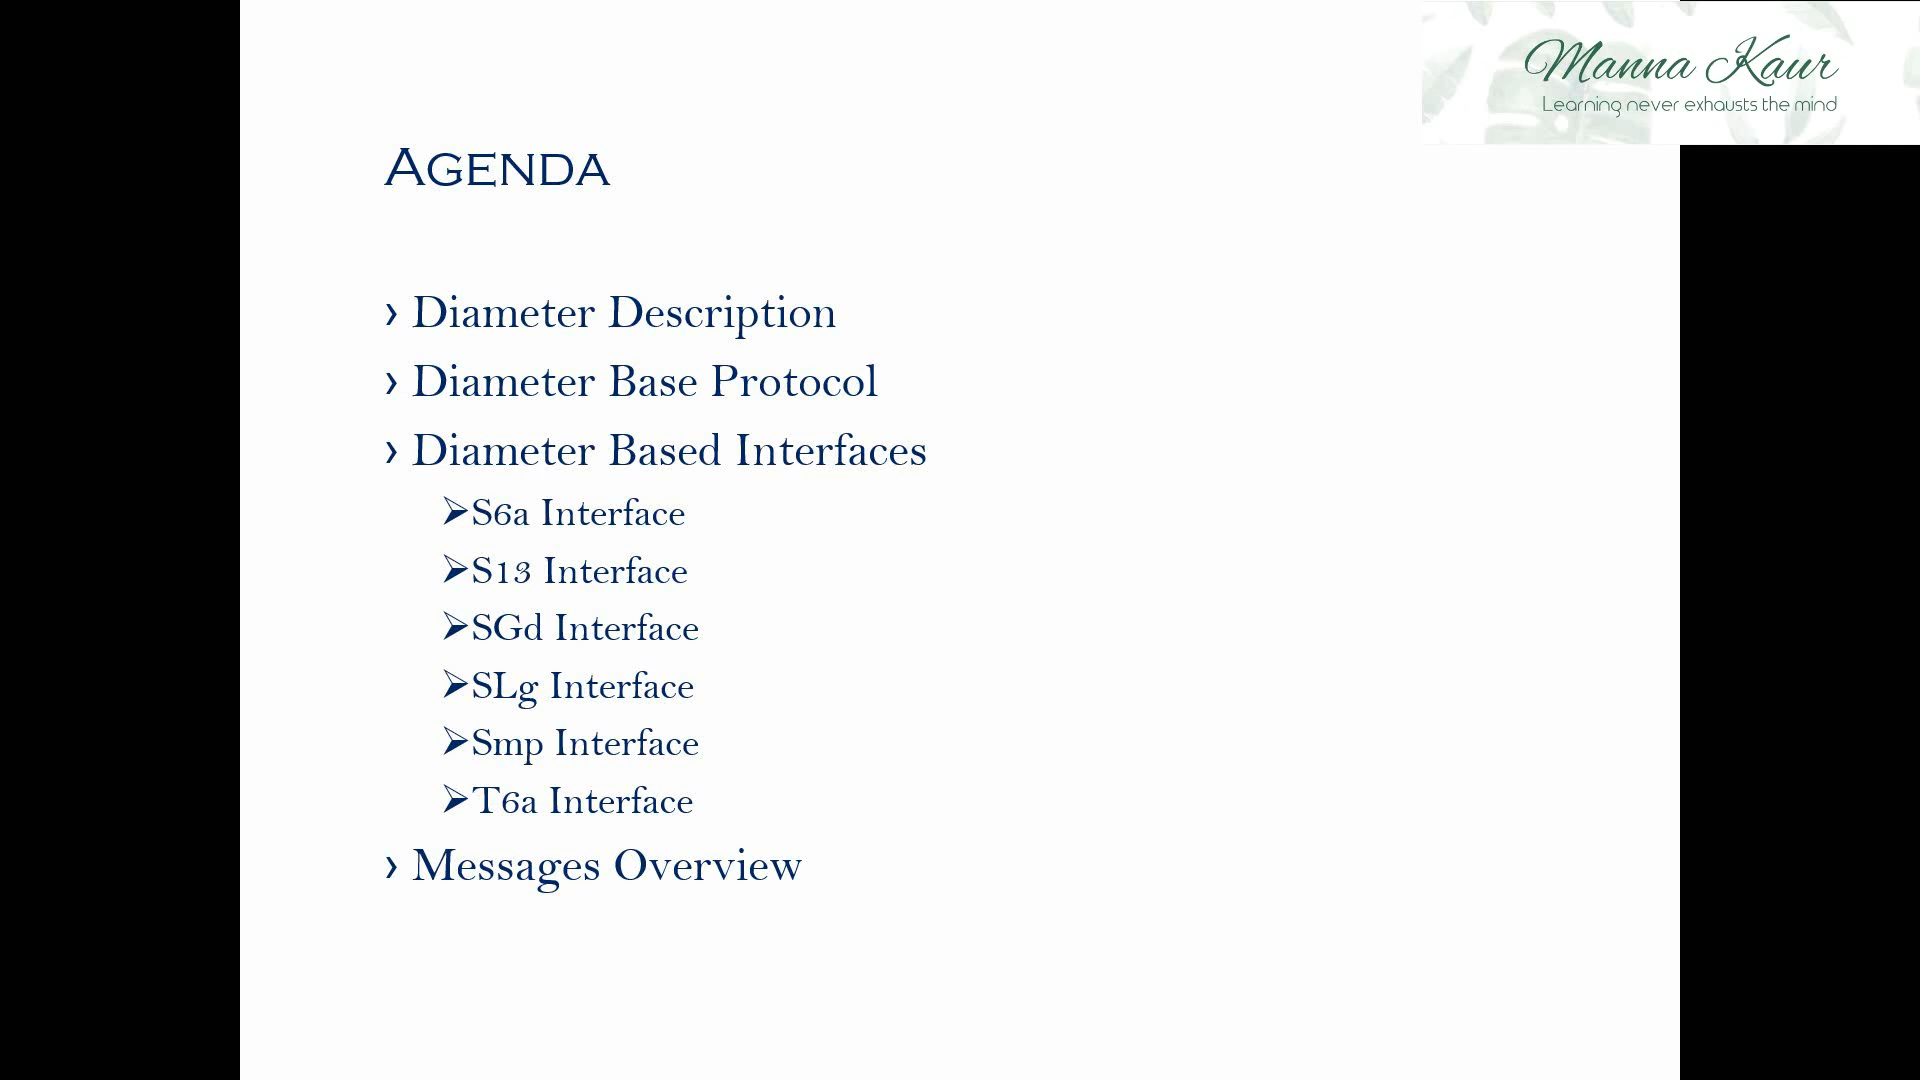 Manna Kaur
Learning never exhausts the mind
AGENDA
› Diameter Description
› Diameter Base Protocol
› Diameter Based Interfaces
➢S6a Interface
➢S13 Interface
➢SGd Interface
➢SLg Interface
➢Smp Interface
➢T6a Interface
› Messages Overview